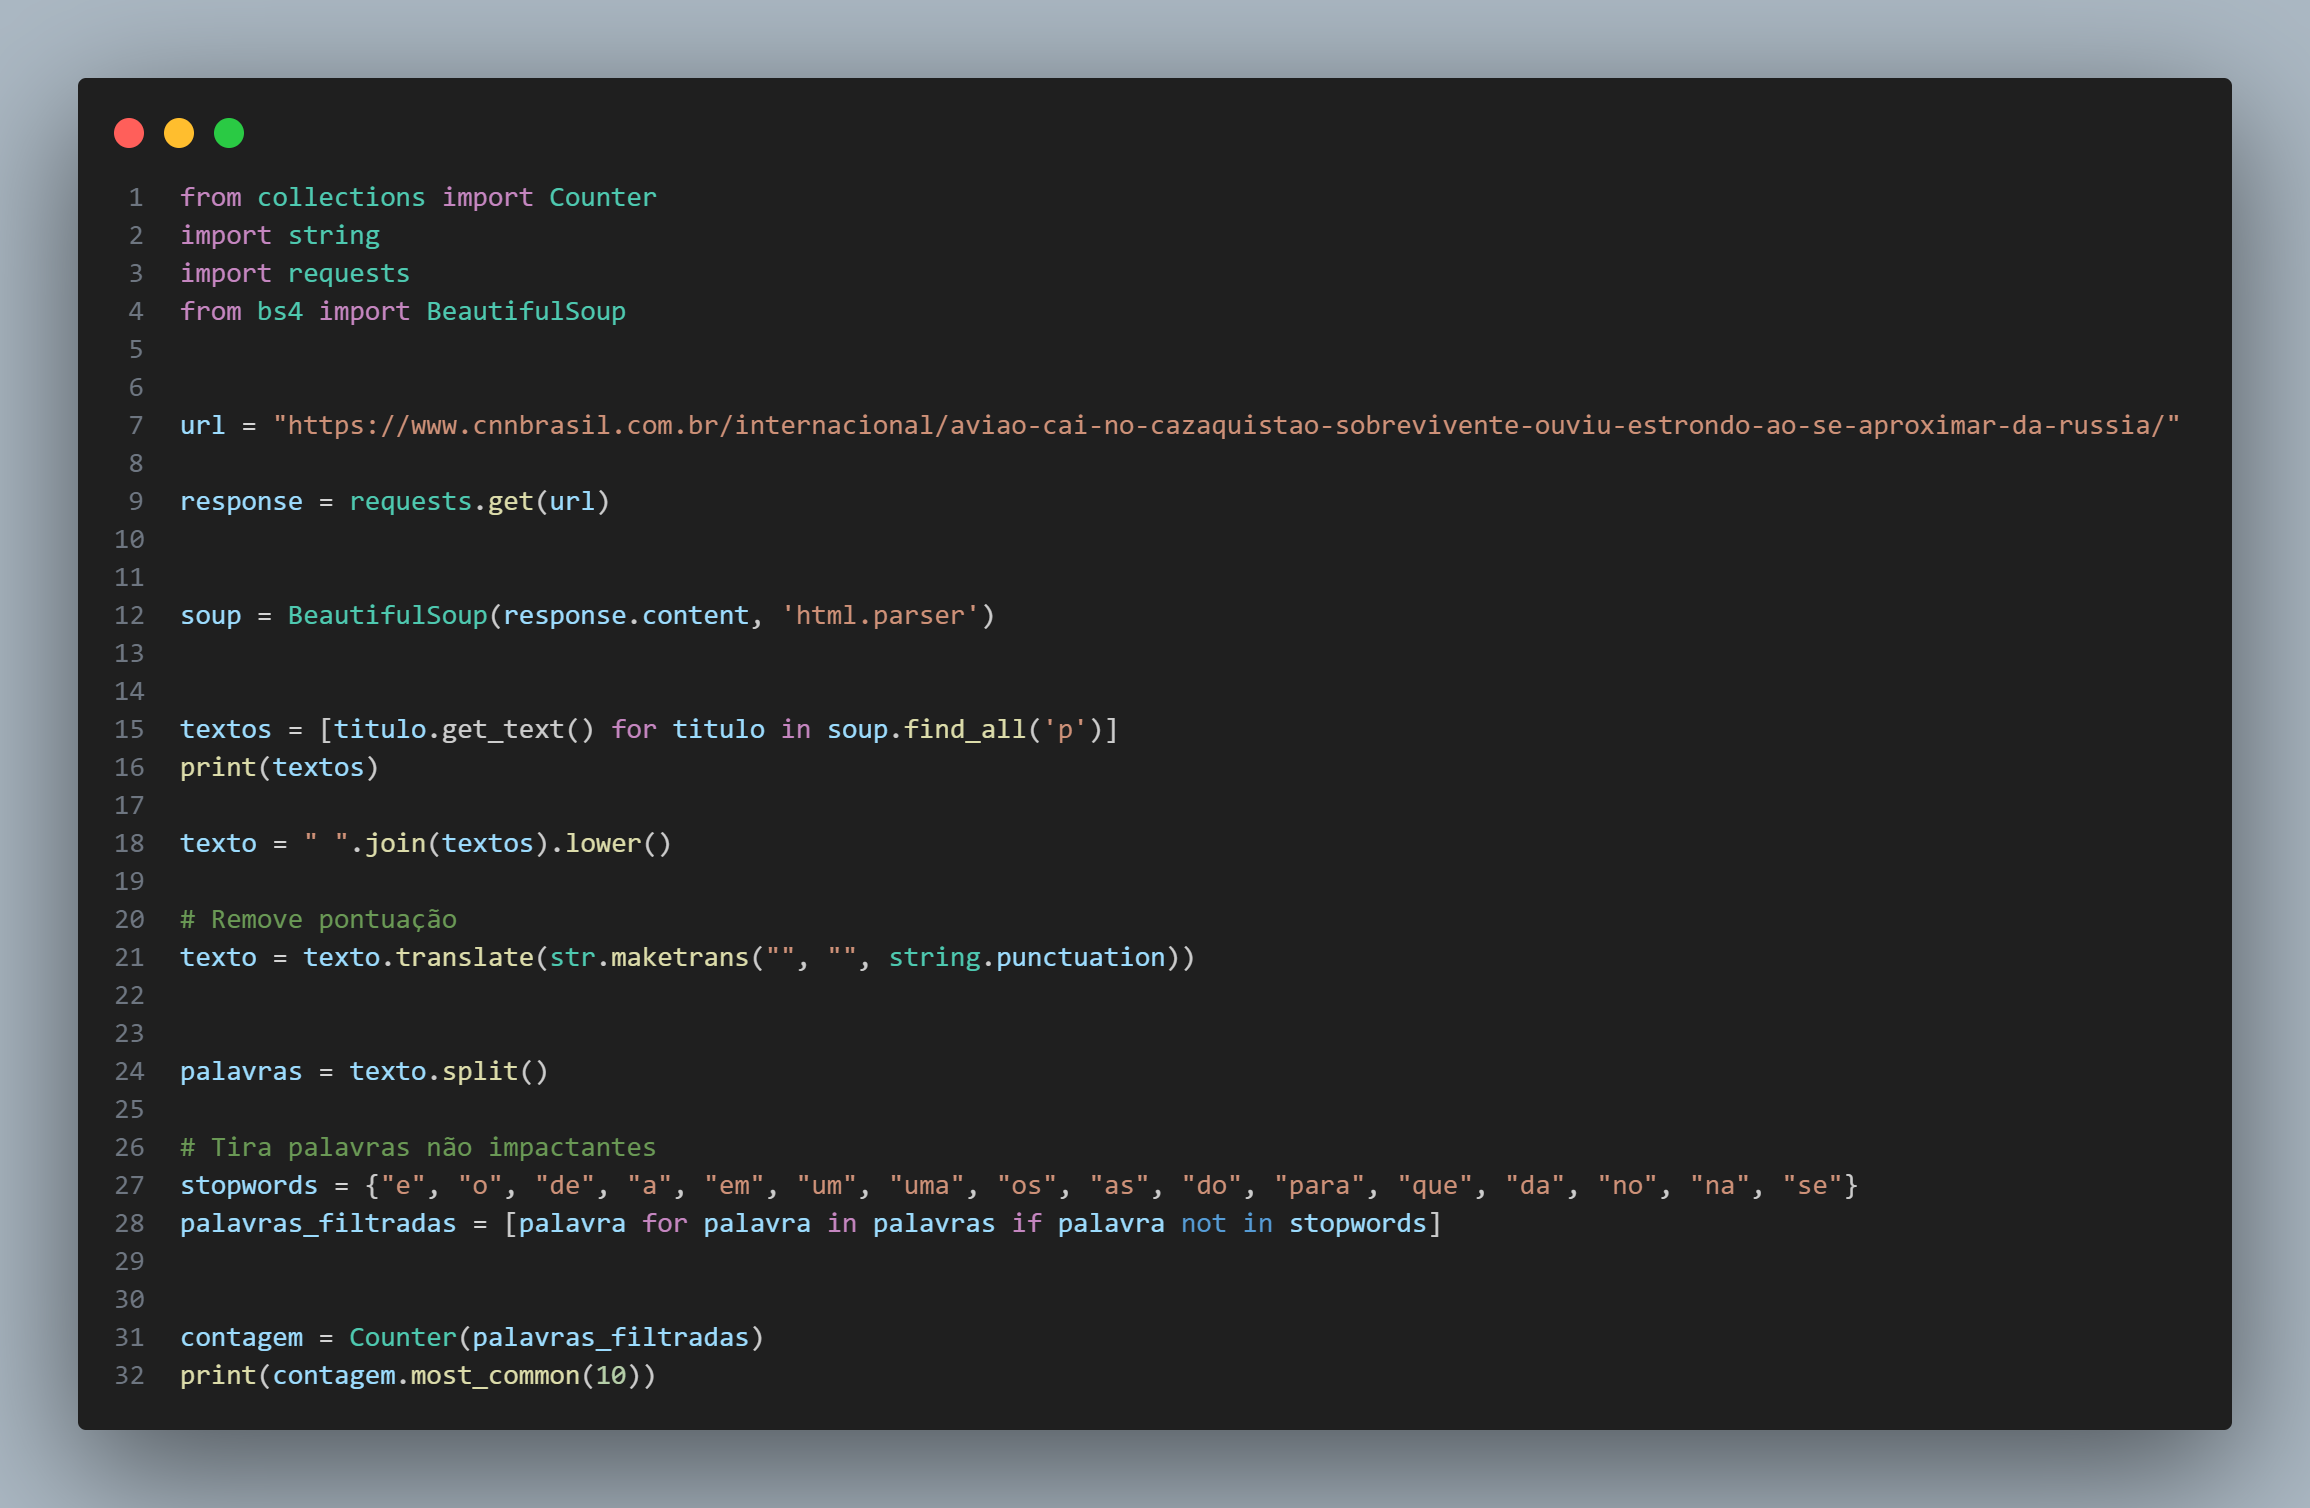 1 from collections import Counter
2 import string
3 import requests
4 from bs4 import BeautifulSoup
5
6
7 url = "https://www.cnnbrasil.com.br/internacional/aviao-cai-no-cazaquistao-sobrevivente-ouviu-estrondo-ao-se-aproximar-da-russia/"
8
9 response = requests.get(url)
10
11
12 soup = BeautifulSoup(response.content, 'html.parser')
13
14
15 textos = [titulo.get_text() for titulo in soup.find_all('p')]
16 print(textos)
17
18 texto = " ".join(textos).lower()
19
20 # Remove pontuação
21 texto = texto.translate(str.maketrans("", "", string.punctuation))
22
23
24 palavras = texto.split()
25
26 # Tira palavras não impactantes
27 stopwords = {"e", "o", "de", "a", "em", "um", "uma", "os", "as", "do", "para", "que", "da", "no", "na", "se"}
28 palavras_filtradas = [palavra for palavra in palavras if palavra not in stopwords]
29
30
31 contagem = Counter(palavras_filtradas)
32 print(contagem.most_common(10))